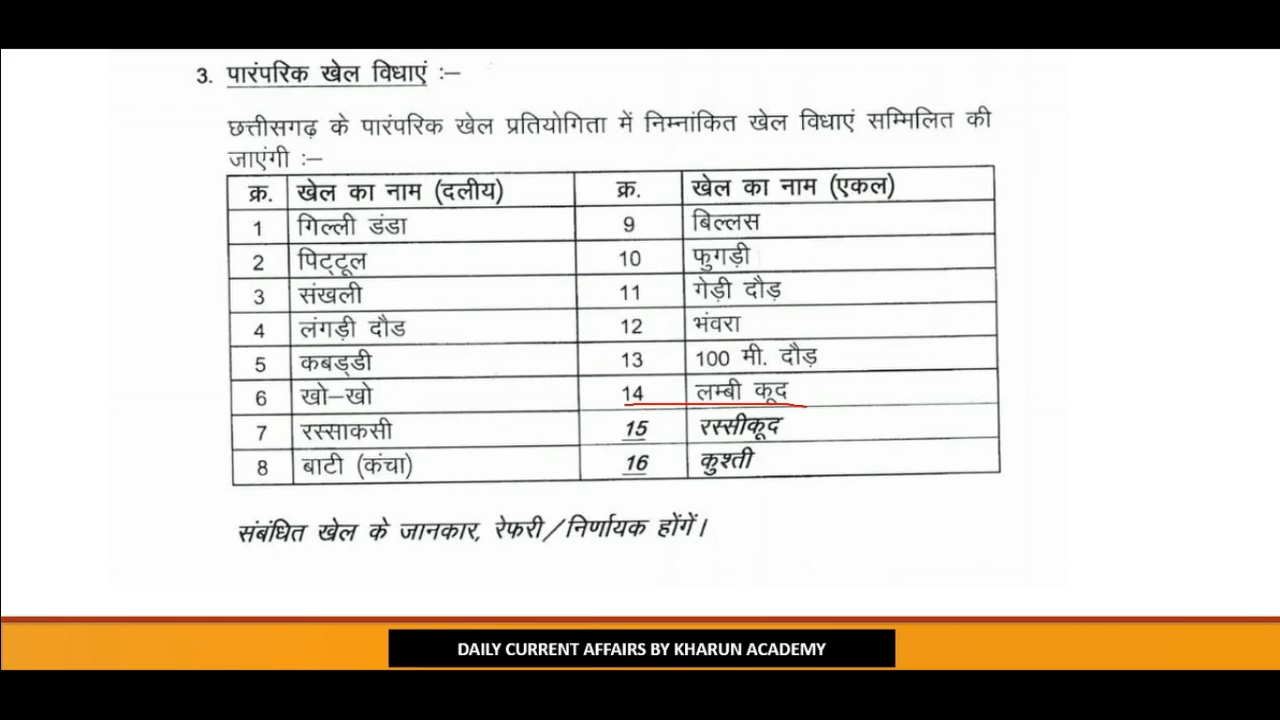 3. पारंपरिक खेल विधाएं :–
छत्तीसगढ़ के पारंपरिक खेल प्रतियोगिता में निम्नांकित खेल विधाएं सम्मिलित की
जाएंगी :–
क्र. खेल का नाम (दलीय) क्र. खेल का नाम (एकल)
1 गिल्ली डंडा 9 बिल्लस
2 पिट्टूल 10 फुगड़ी
3 संखली 11 गेड़ी दौड़
4 लंगड़ी दौड 12 भंवरा
5 कबड्डी 13 100 मी. दौड़
6 खो–खो 14 लम्बी कूद
7 रस्साकसी 15 रस्सीकूद
8 बाटी (कंचा) 16 कुश्ती
संबंधित खेल के जानकार, रेफरी/निर्णायक होंगें।
DAILY CURRENT AFFAIRS BY KHARUN ACADEMY